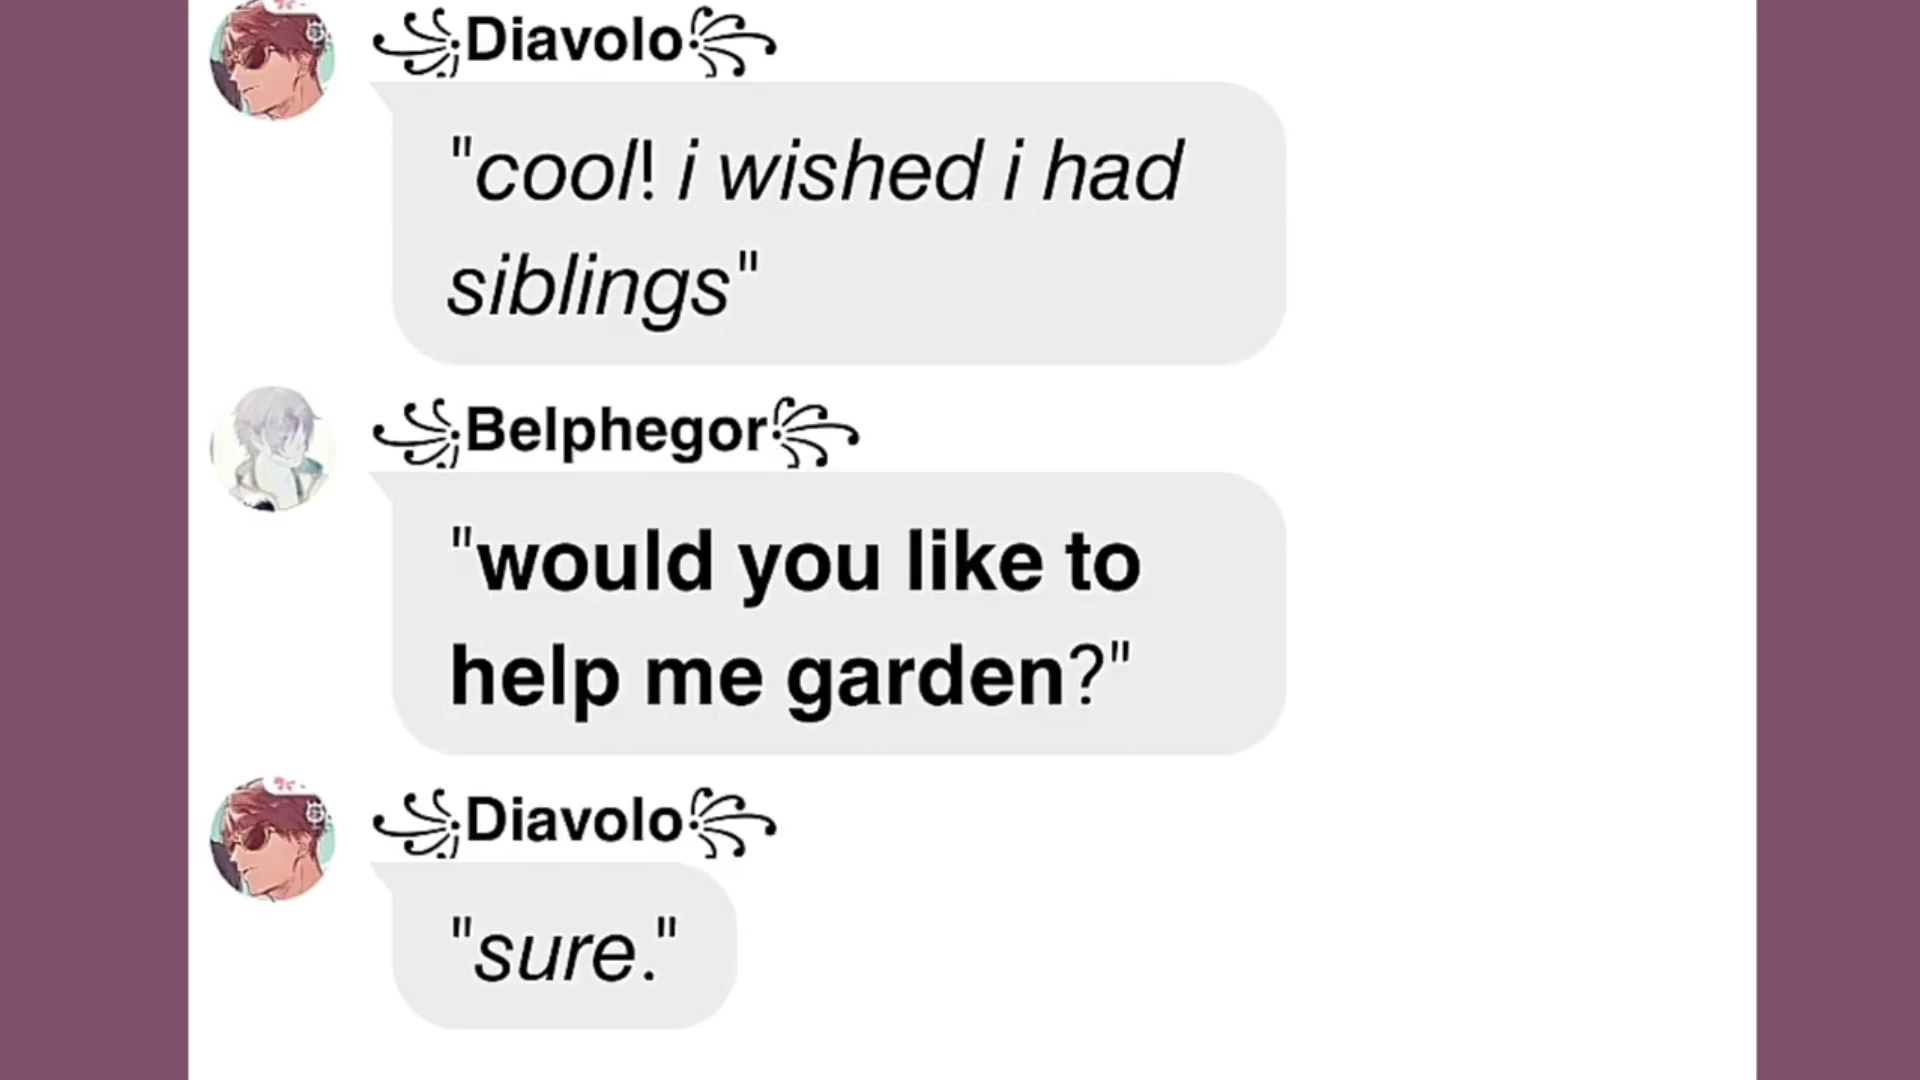 ꧁Diavolo꧂
"cool! i wished i had
siblings"
꧁Belphegor꧂
"would you like to
help me garden?"
꧁Diavolo꧂
"sure."